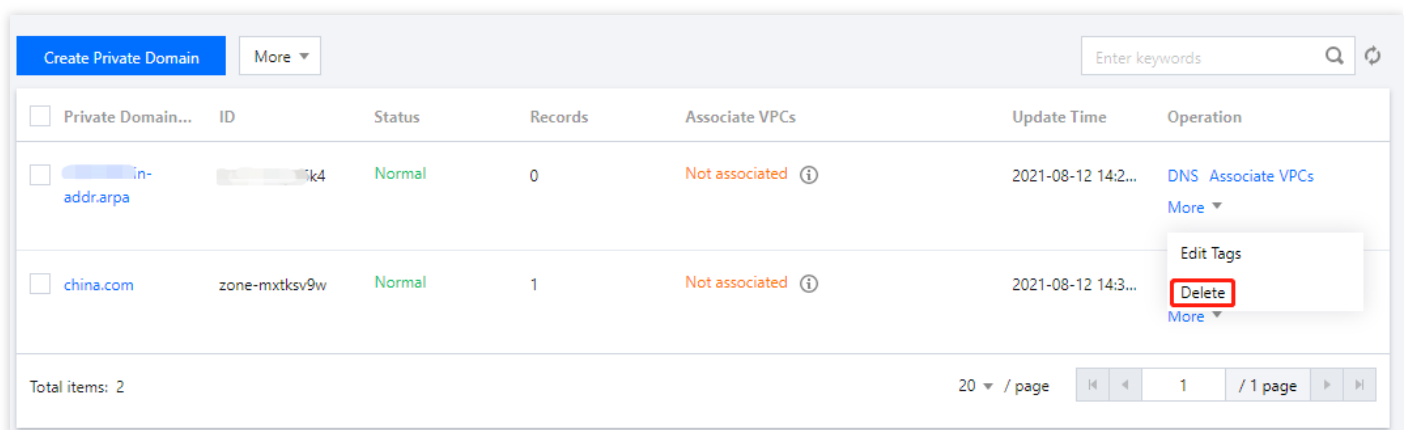 Create Private Domain More
Enter keywords
Private Domain... ID Status Records Associate VPCs Update Time Operation
in- k4 Normal 0 Not associated 2021-08-12 14:2... DNS Associate VPCs
addr.arpa More
Edit Tags
china.com zone-mxtksv9w Normal 1 Not associated 2021-08-12 14:3...
Delete
More
Total items: 2 20 / page 1 / 1 page